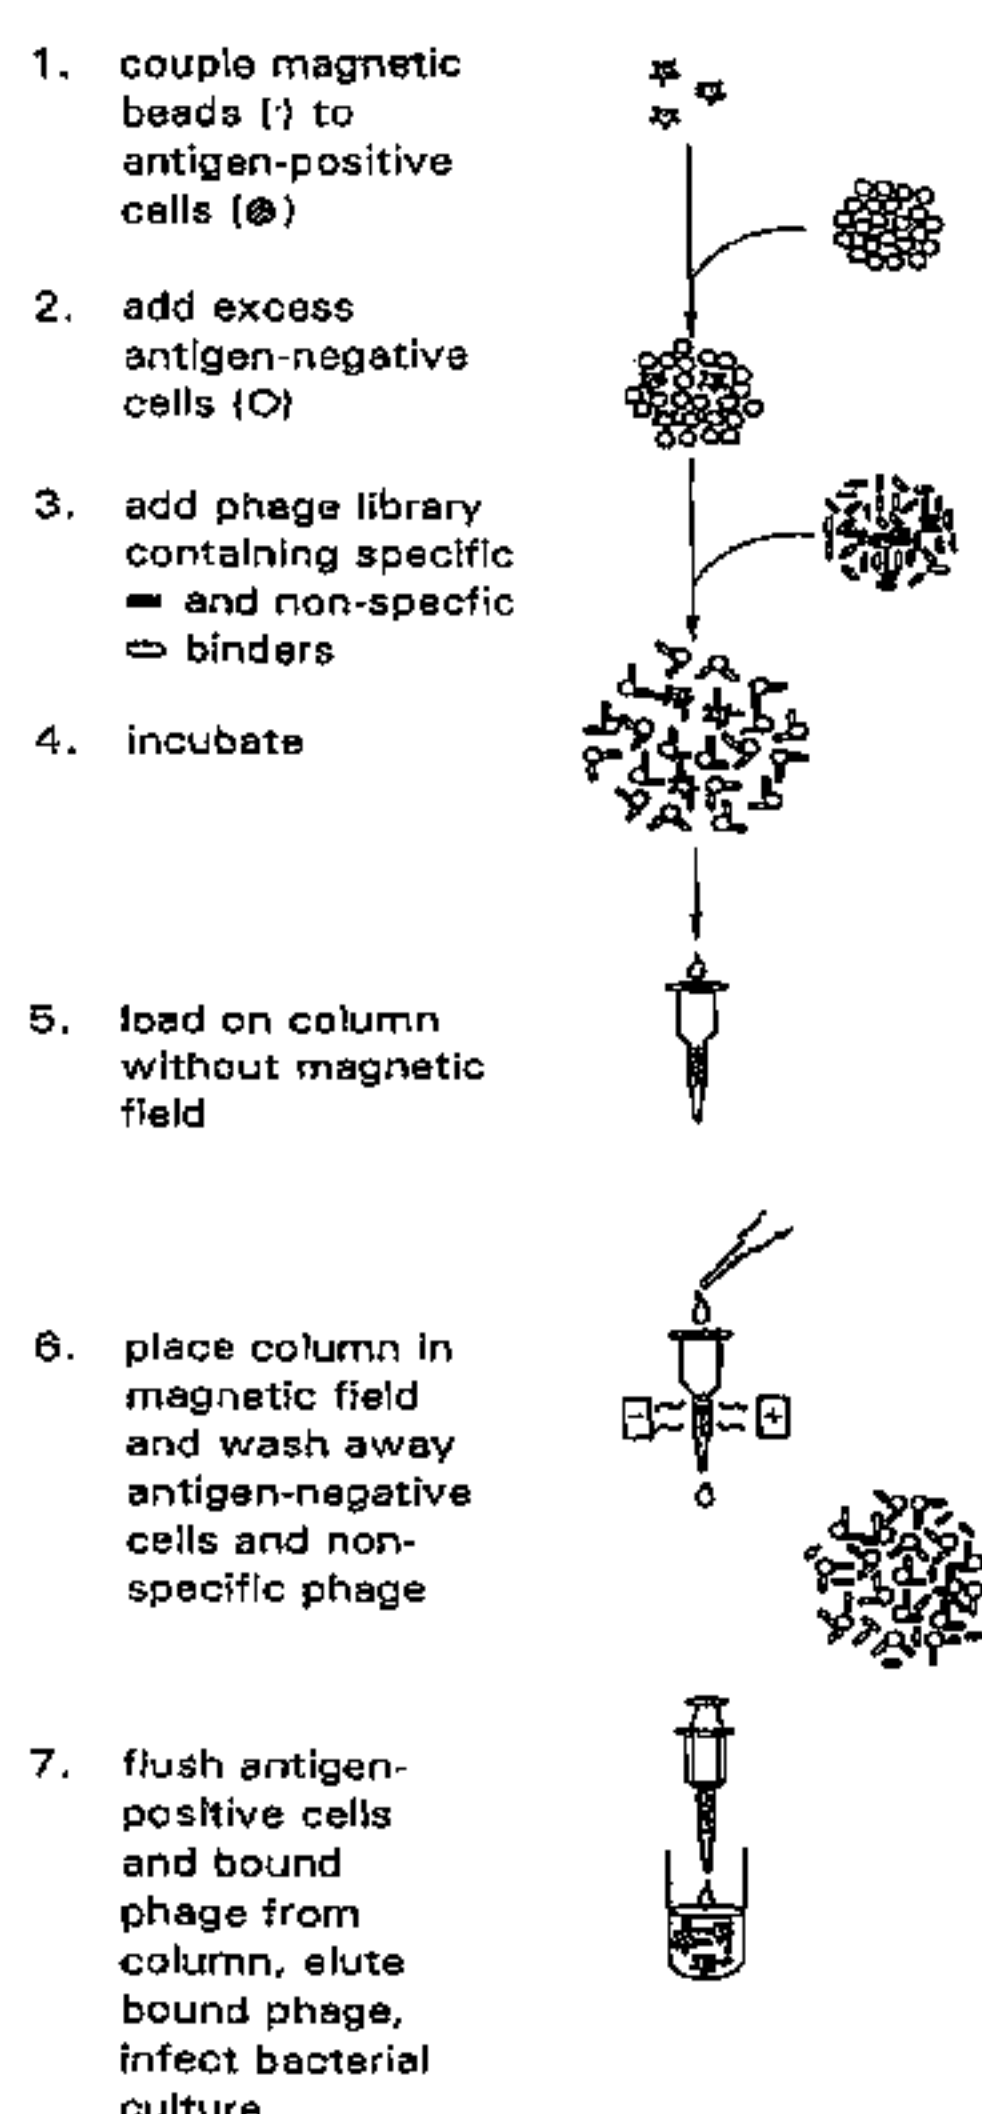 1. couple magnetic
beads (·) to
antigen-positive
cells ( )
2. add excess
antigen-negative
cells (O)
3. add phage library
containing specific
and non-specfic
binders
4. incubate
5. load on column
without magnetic
field
6. place column in
magnetic field
and wash away
antigen-negative
cells and non-
specific phage
- +
7. flush antigen-
positive cells
and bound
phage from
column, elute
bound phage,
infect bacterial
culture